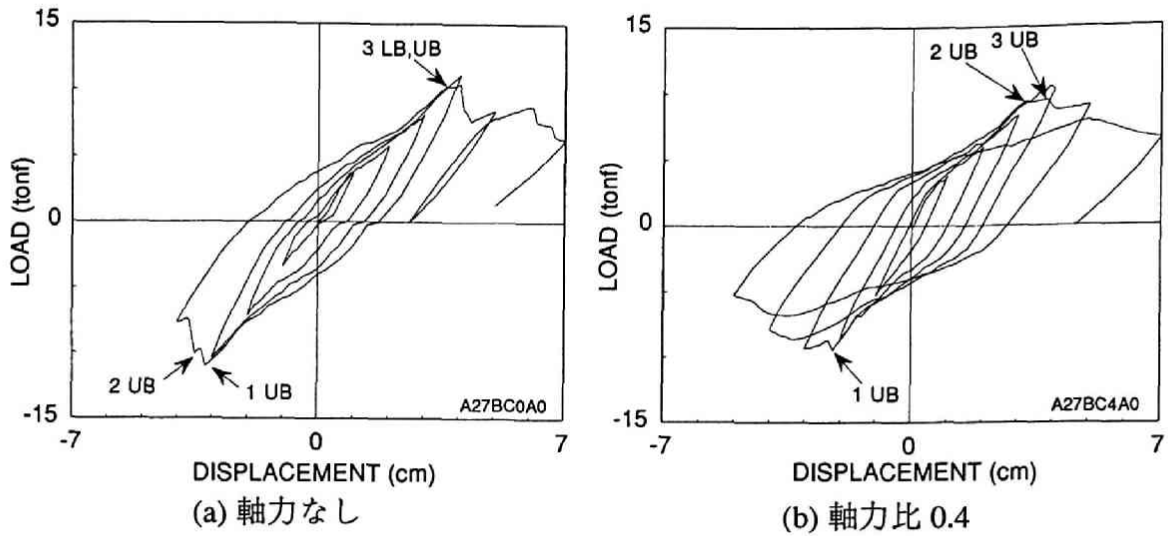 15
3 LB,UB
LOAD (tonf)
0
2 UB
1 UB
A27BC0A0
-15
-7
0
7
DISPLACEMENT (cm)
(a) 軸力なし
15
2 UB
3 UB
LOAD (tonf)
0
1 UB
A27BC4A0
-15
-7
0
7
DISPLACEMENT (cm)
(b) 軸力比 0.4